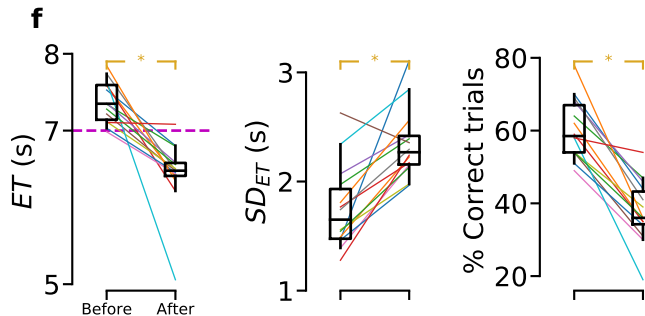 f
8
7
5
ET (s)
Before
After
*
3
2
1
SD_ET (s)
*
80
60
40
20
% Correct trials
*